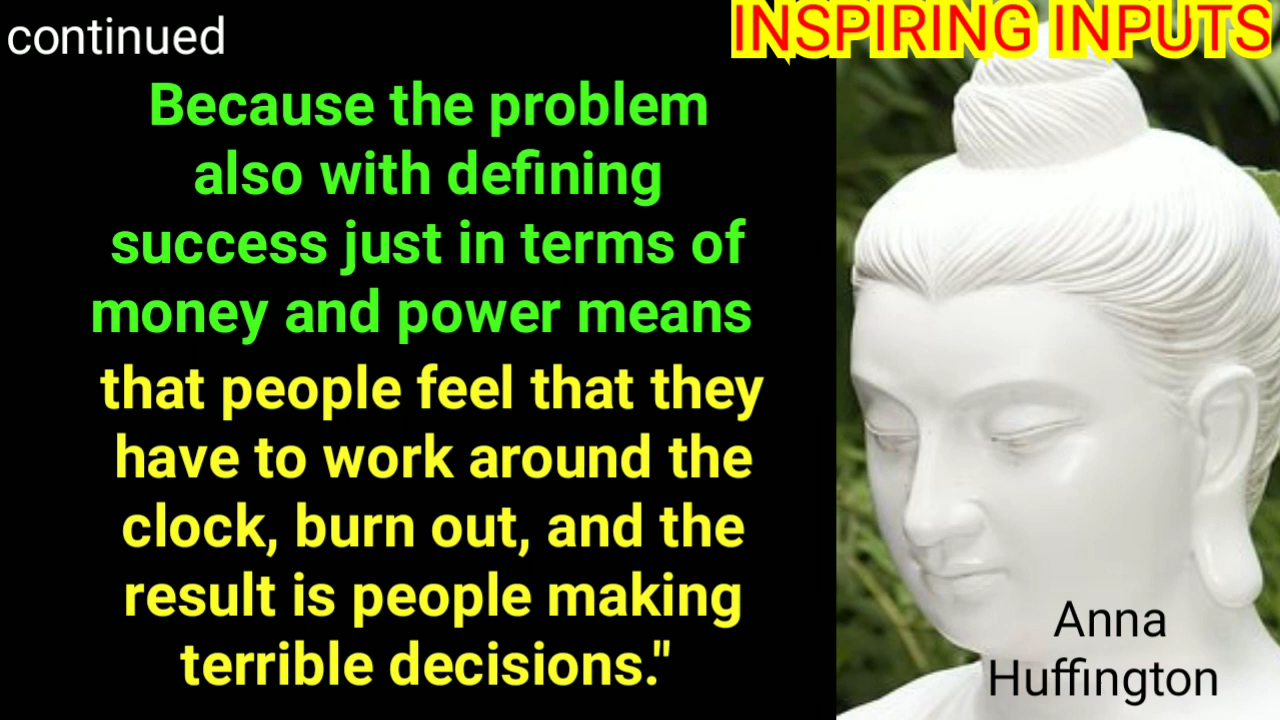 continued
INSPIRING INPUTS
Because the problem
also with defining
success just in terms of
money and power means
that people feel that they
have to work around the
clock, burn out, and the
result is people making
terrible decisions."
Anna
Huffington